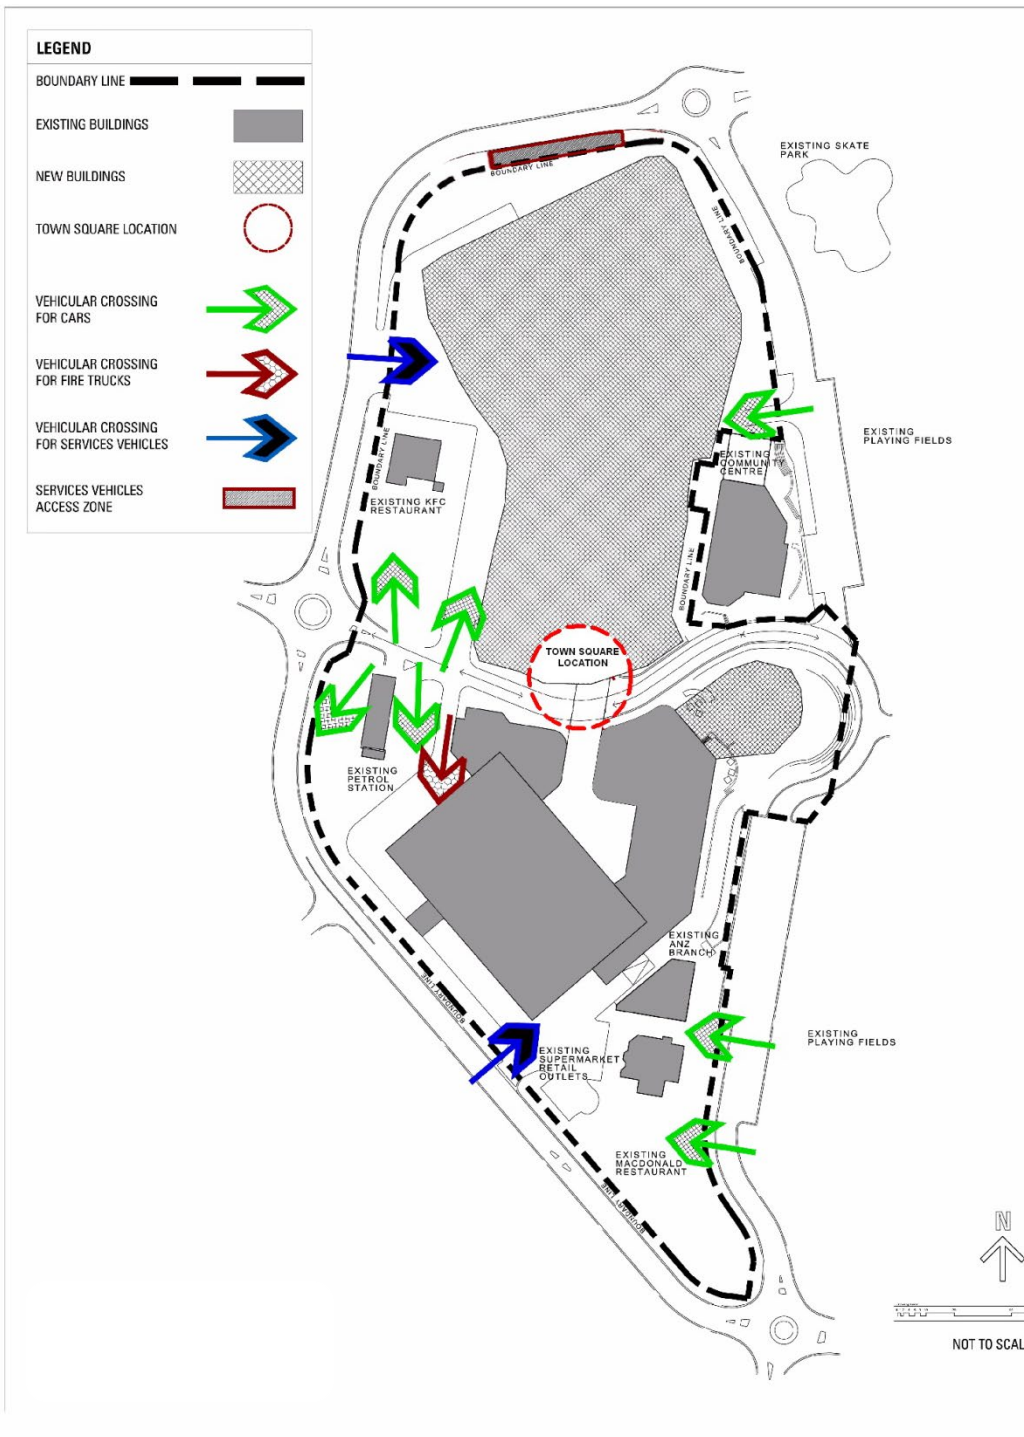 LEGEND
BOUNDARY LINE
EXISTING BUILDINGS
NEW BUILDINGS
TOWN SQUARE LOCATION
VEHICULAR CROSSING
FOR CARS
VEHICULAR CROSSING
FOR FIRE TRUCKS
VEHICULAR CROSSING
FOR SERVICES VEHICLES
SERVICES VEHICLES
ACCESS ZONE
BOUNDARY LINE
EXISTING SKATE
PARK
BOUNDARY LINE
EXISTING
PLAYING FIELDS
BOUNDARY LINE
EXISTING
COMMUNITY
CENTRE
EXISTING KFC
RESTAURANT
BOUNDARY LINE
TOWN SQUARE
LOCATION
EXISTING
PETROL
STATION
EXISTING
ANZ
BRANCH
BOUNDARY LINE
EXISTING
SUPERMARKET
RETAIL
OUTLETS
EXISTING
PLAYING FIELDS
EXISTING
MACDONALD
RESTAURANT
BOUNDARY LINE
N
NOT TO SCAL